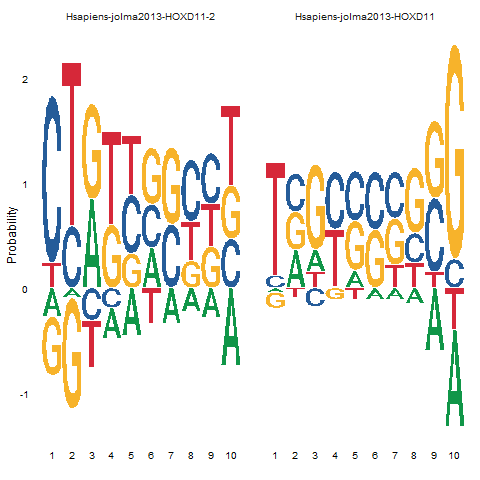 Hsapiens-jolma2013-HOXD11-2
Hsapiens-jolma2013-HOXD11
Probability
2
1
0
-1
1 2 3 4 5 6 7 8 9 10
1 2 3 4 5 6 7 8 9 10